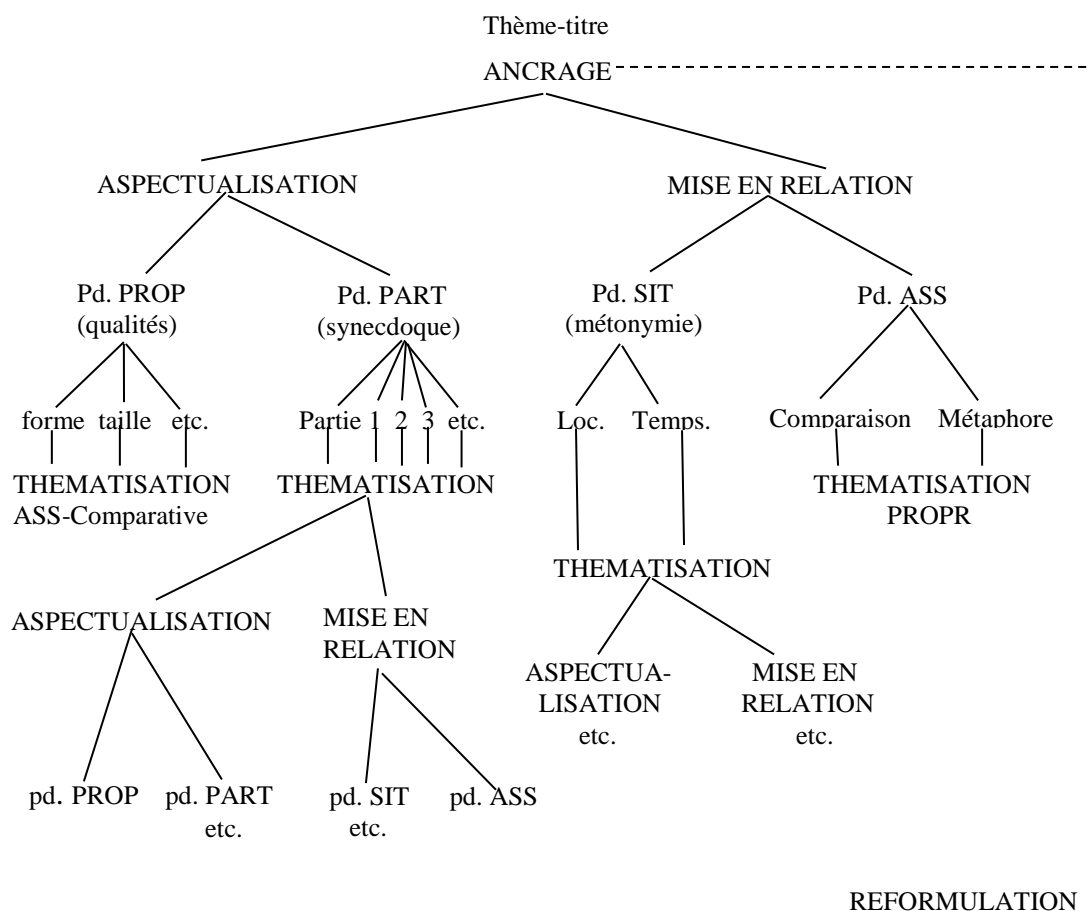 Thème-titre
ANCRAGE
ASPECTUALISATION
MISE EN RELATION
Pd. PROP
(qualités)
Pd. PART
(synecdoque)
Pd. SIT
(métonymie)
Pd. ASS
forme taille etc.
Partie 1 2 3 etc.
Loc. Temps.
Comparaison Métaphore
THEMATISATION
ASS-Comparative
THEMATISATION
THEMATISATION
PROPR
THEMATISATION
ASPECTUALISATION
MISE EN
RELATION
ASPECTUA-
LISATION
etc.
MISE EN
RELATION
etc.
pd. PROP
pd. PART
etc.
pd. SIT
etc.
pd. ASS
REFORMULATION